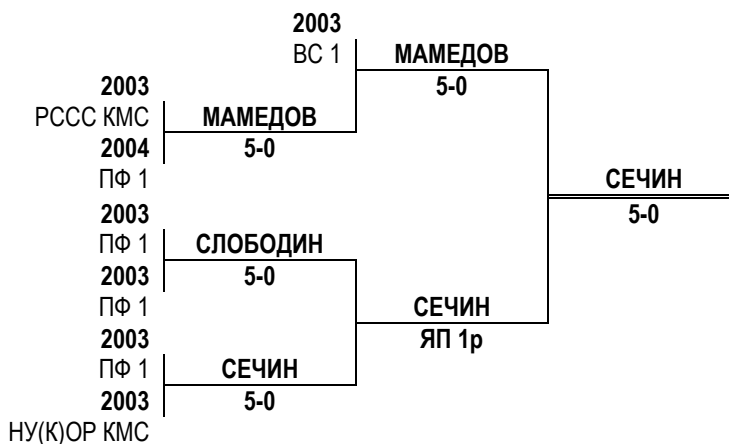 2003
ВС 1
МАМЕДОВ
5-0
2003
РССС КМС
МАМЕДОВ
2004
5-0
ПФ 1
СЕЧИН
5-0
2003
ПФ 1
СЛОБОДИН
2003
5-0
ПФ 1
СЕЧИН
ЯП 1р
2003
ПФ 1
СЕЧИН
2003
5-0
НУ(К)ОР КМС